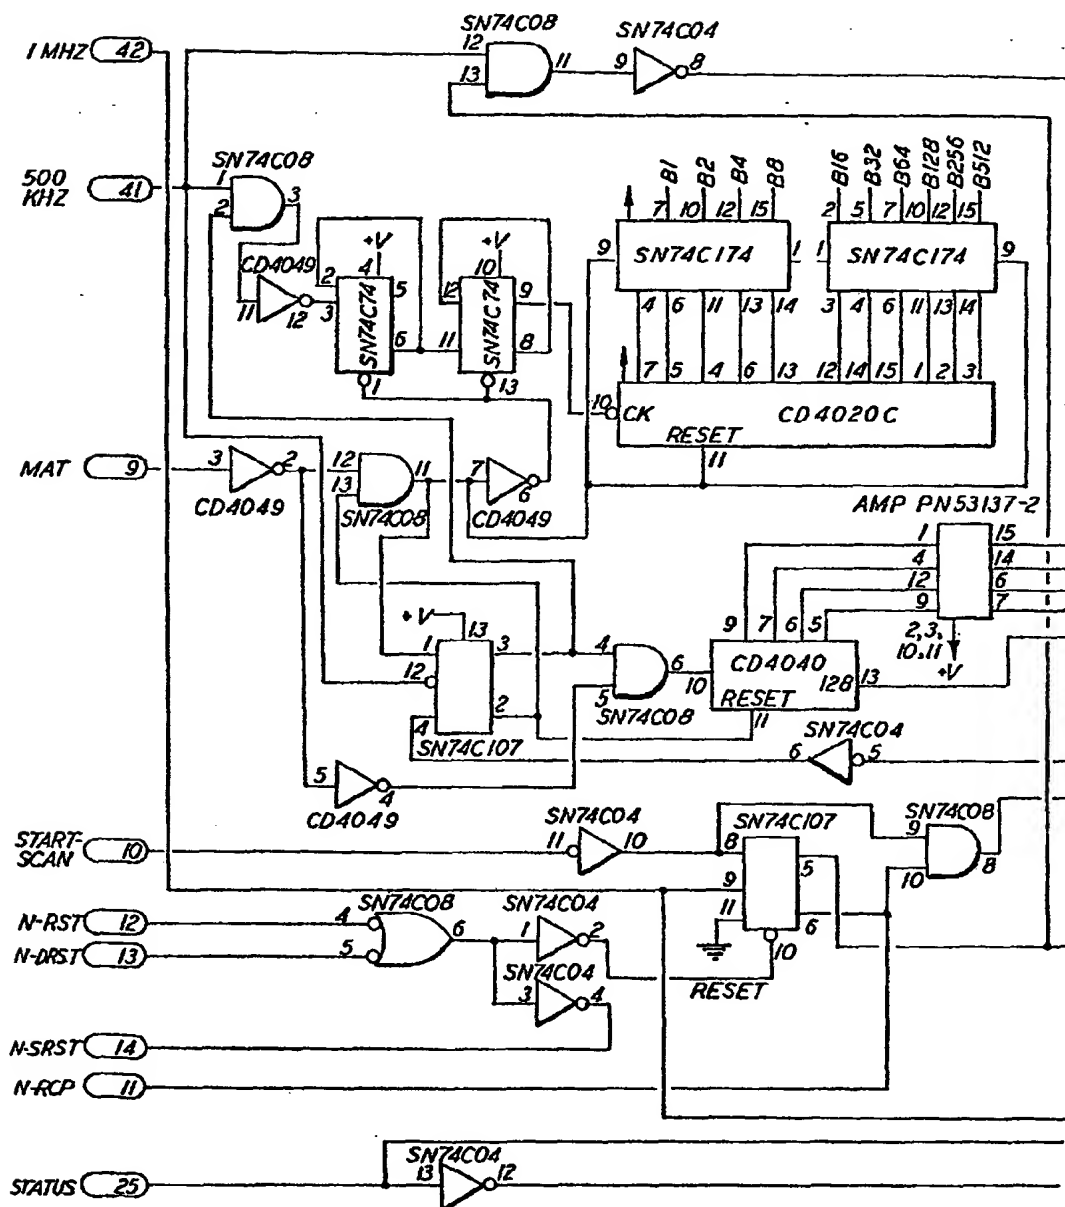 SN74C08
SN74C04
1 MHZ 42
12
13
11
9
8
500 KHZ 41
SN74C08
1
2
3
CD4049
11
12
+V
4
2
3
5
6
SN74C74
1
+V
10
12
11
9
8
SN74C74
13
B1
B2
B4
B8
B16
B32
B64
B128
B256
B512
7
10
12
15
2
5
7
10
12
15
9
SN74C174
1
1
SN74C174
9
4
6
11
13
14
3
4
6
11
13
14
7
5
4
6
13
12
14
15
1
2
3
10
CK
CD4020C
RESET
11
MAT 9
3
2
CD4049
12
13
11
SN74C08
7
6
CD4049
AMP PN53137-2
1
4
12
9
15
14
6
7
2,3,
10,11
+V
+V
13
1
12
4
3
2
SN74C107
4
5
6
SN74C08
9
7
6
5
10
CD4040
128
13
RESET
11
SN74C04
6
5
5
4
CD4049
START-
SCAN 10
SN74C04
11
10
SN74C107
8
9
11
5
6
10
RESET
SN74C08
9
10
8
N-RST 12
N-DRST 13
SN74C08
4
5
6
SN74C04
1
2
SN74C04
3
4
N-SRST 14
N-RCP 11
STATUS 25
SN74C04
13
12